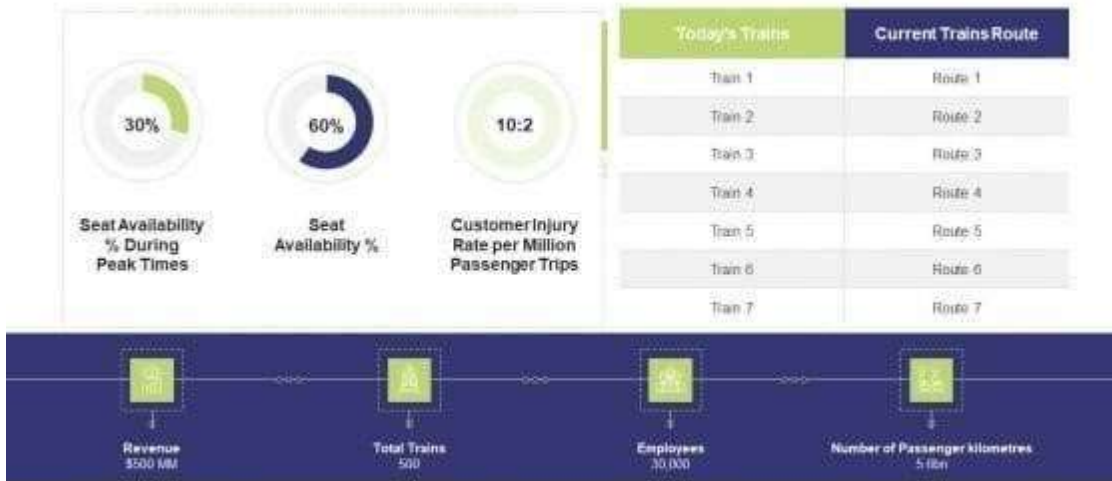 30%
60%
10:2
Seat Availability
% During
Peak Times
Seat
Availability %
Customer Injury
Rate per Million
Passenger Trips
Today's Trains
Current Trains Route
Train 1
Route 1
Train 2
Route 2
Train 3
Route 3
Train 4
Route 4
Train 5
Route 5
Train 6
Route 6
Train 7
Route 7
Revenue
$500 MM
Total Trains
500
Employees
30,000
Number of Passenger kilometres